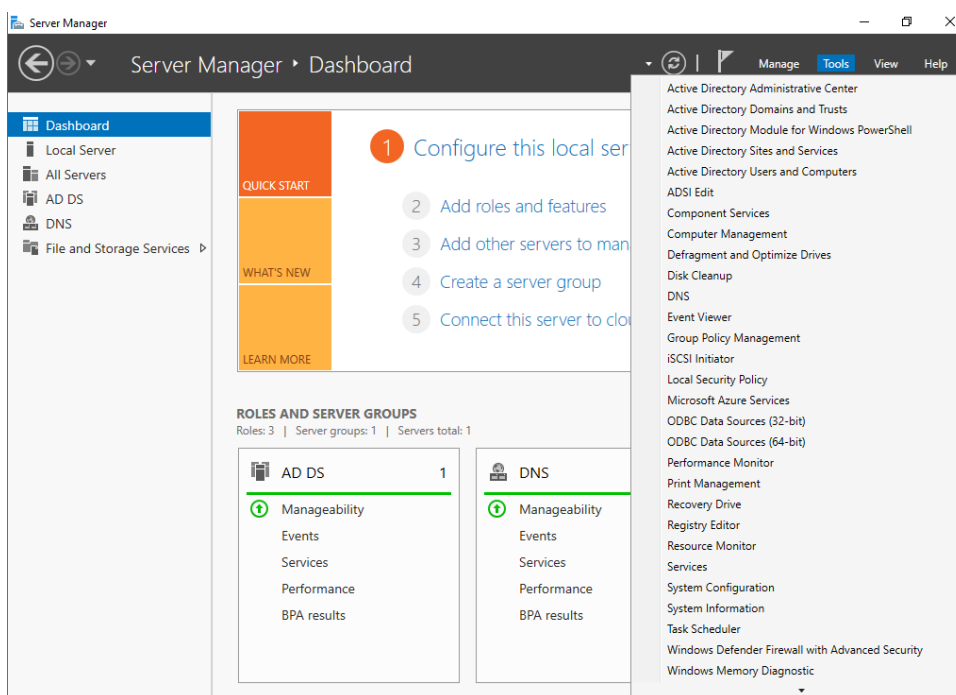 Server Manager
Server Manager ‣ Dashboard
Manage Tools View Help
Dashboard
Local Server
All Servers
AD DS
DNS
File and Storage Services
QUICK START
WHAT'S NEW
LEARN MORE
1 Configure this local ser
2 Add roles and features
3 Add other servers to man
4 Create a server group
5 Connect this server to clou
ROLES AND SERVER GROUPS
Roles: 3 | Server groups: 1 | Servers total: 1
AD DS 1
Manageability
Events
Services
Performance
BPA results
DNS
Manageability
Events
Services
Performance
BPA results
Active Directory Administrative Center
Active Directory Domains and Trusts
Active Directory Module for Windows PowerShell
Active Directory Sites and Services
Active Directory Users and Computers
ADSI Edit
Component Services
Computer Management
Defragment and Optimize Drives
Disk Cleanup
DNS
Event Viewer
Group Policy Management
iSCSI Initiator
Local Security Policy
Microsoft Azure Services
ODBC Data Sources (32-bit)
ODBC Data Sources (64-bit)
Performance Monitor
Print Management
Recovery Drive
Registry Editor
Resource Monitor
Services
System Configuration
System Information
Task Scheduler
Windows Defender Firewall with Advanced Security
Windows Memory Diagnostic